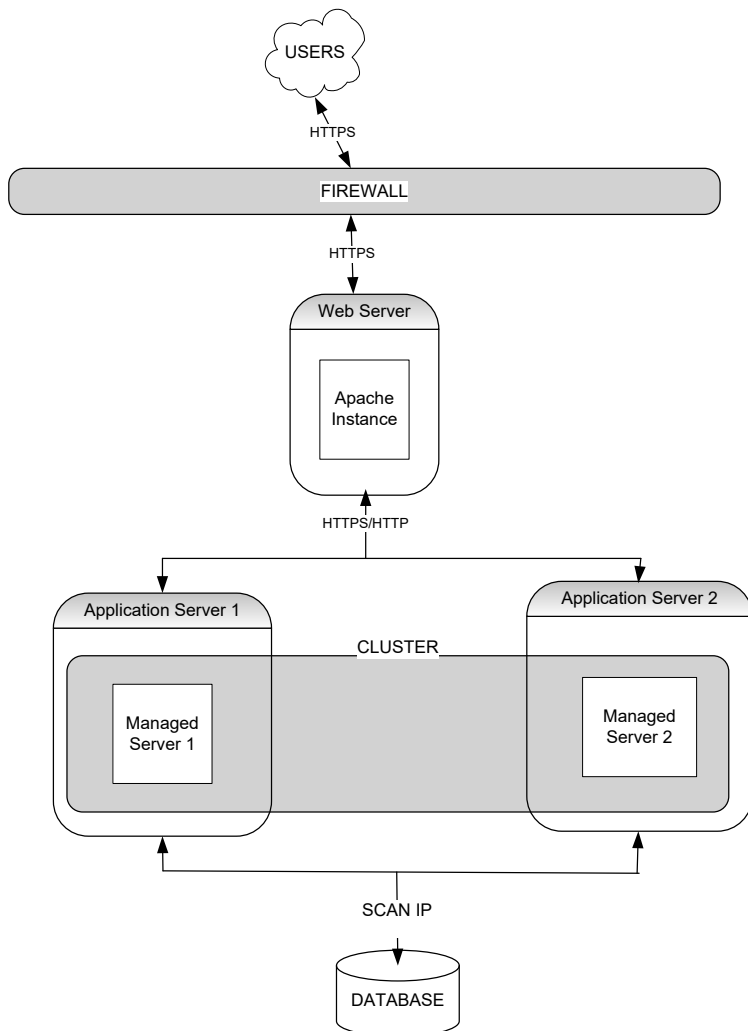 USERS
HTTPS
FIREWALL
HTTPS
Web Server
Apache
Instance
HTTPS/HTTP
Application Server 1
Application Server 2
CLUSTER
Managed
Server 1
Managed
Server 2
SCAN IP
DATABASE